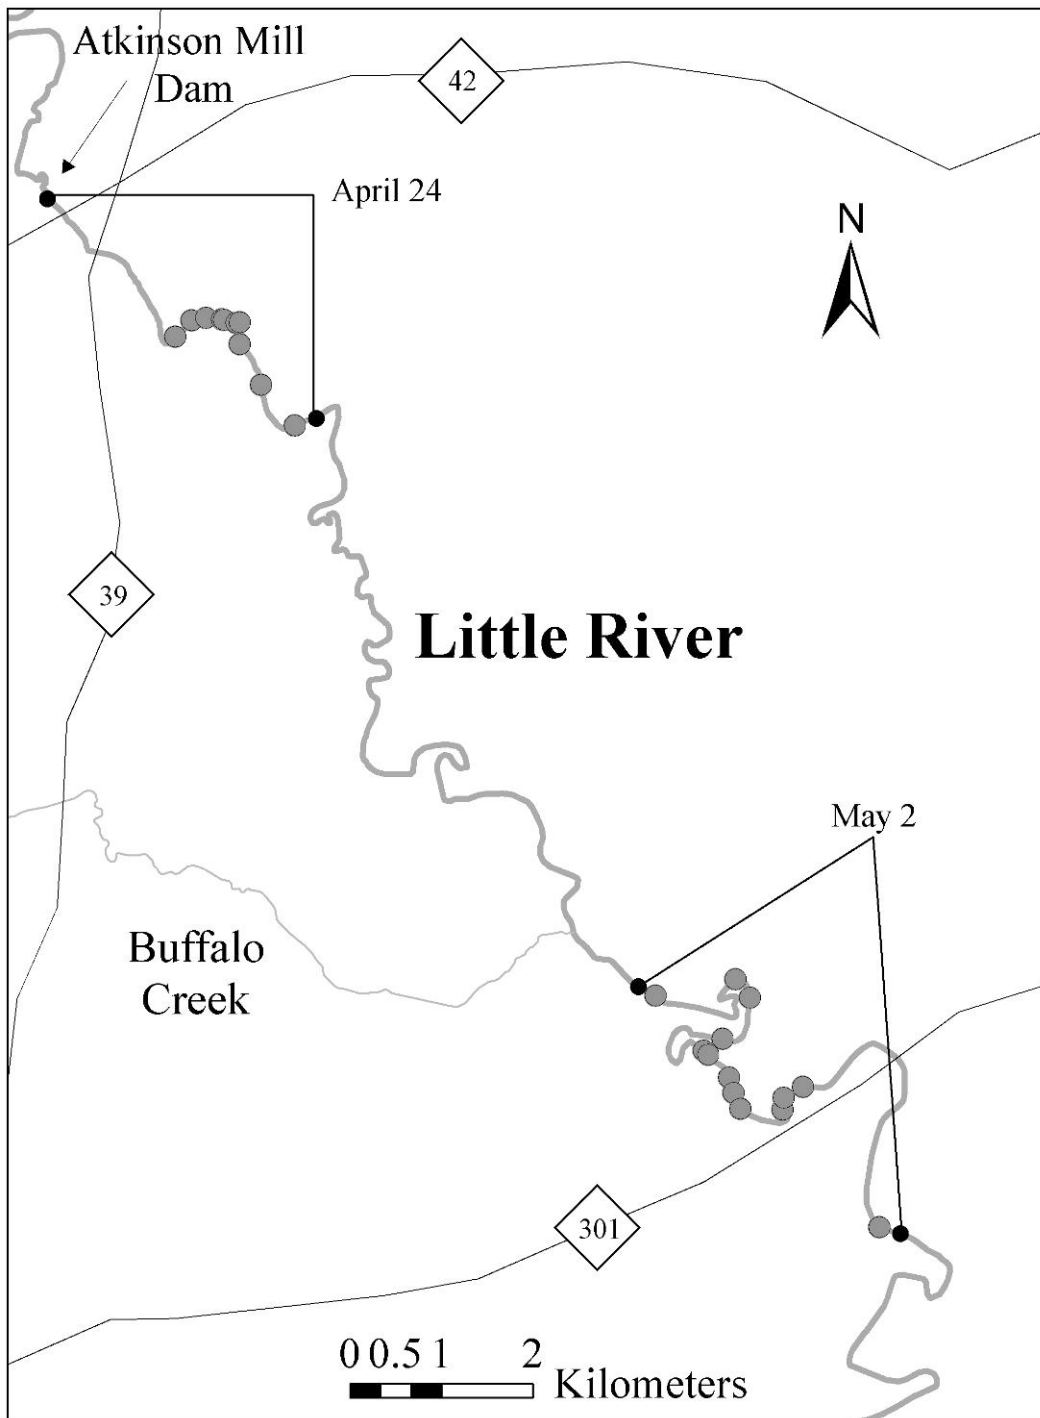 Atkinson Mill
Dam
42
April 24
N
39
Little River
May 2
Buffalo
Creek
301
0 0.5 1 2
Kilometers